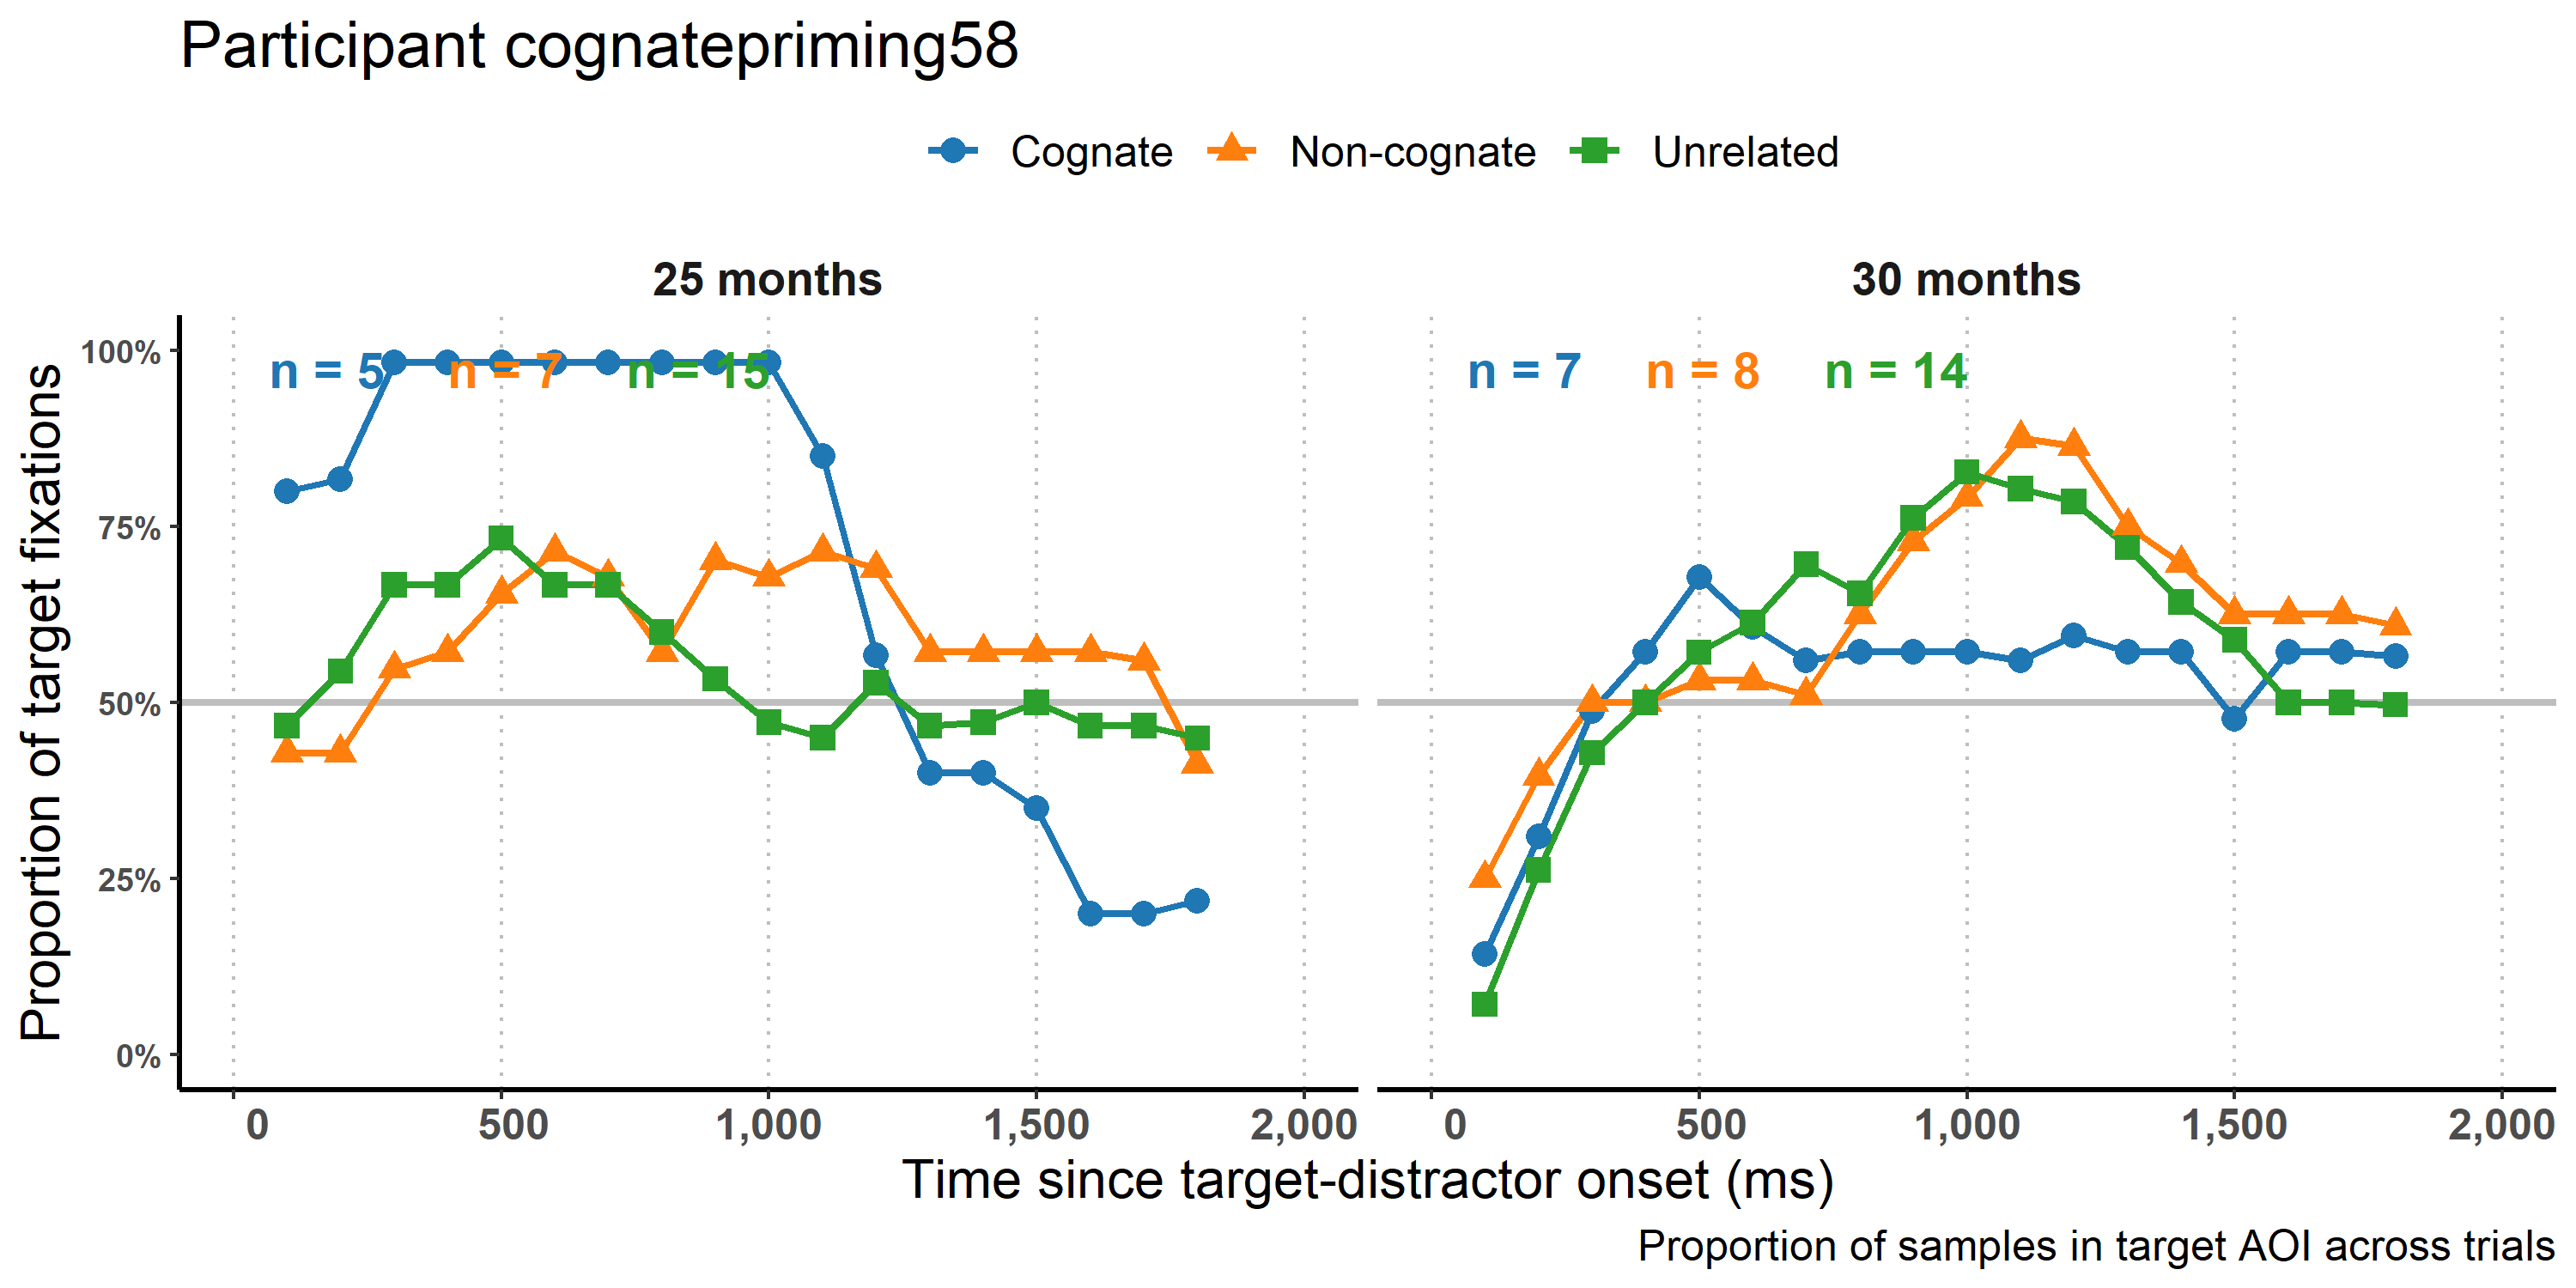 Participant cognatepriming58
Cognate Non-cognate Unrelated
25 months 30 months
n = 5 n = 7 n = 15 n = 7 n = 8 n = 14
100%
75%
50%
25%
0%
Proportion of target fixations
0 500 1,000 1,500 2,000 0 500 1,000 1,500 2,000
Time since target-distractor onset (ms)
Proportion of samples in target AOI across trials